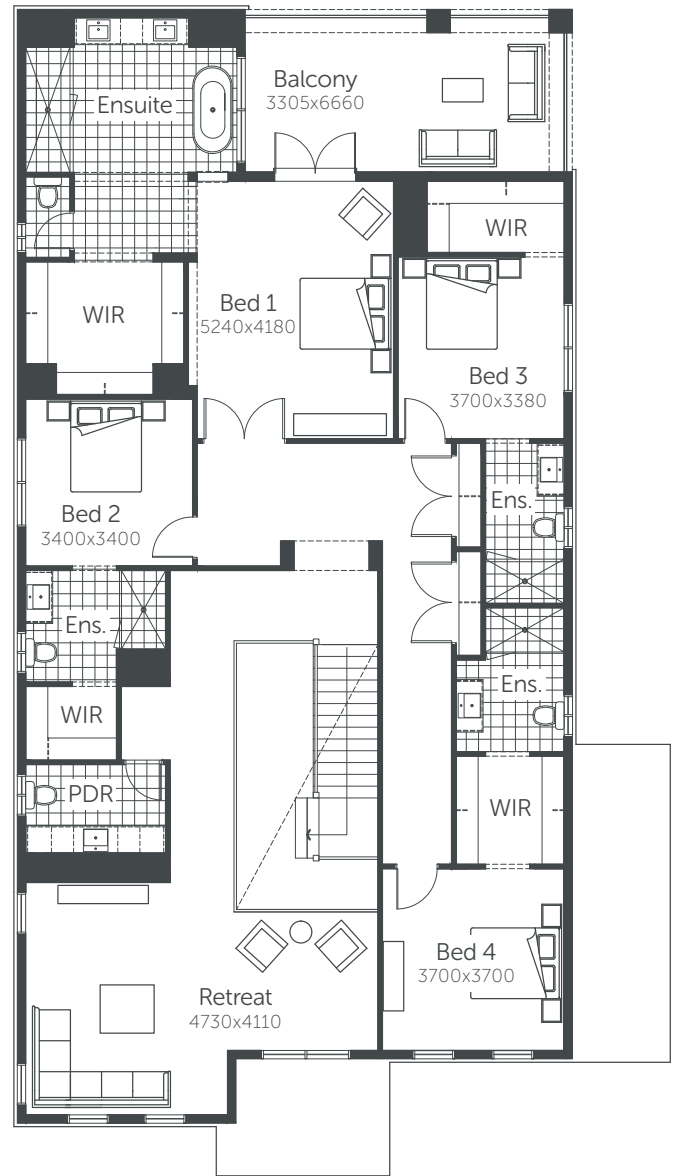 Balcony
3305x6660
Ensuite
WIR
WIR
Bed 1
5240x4180
Bed 3
3700x3380
Bed 2
3400x3400
Ens.
Ens.
Ens.
WIR
PDR
WIR
Bed 4
3700x3700
Retreat
4730x4110